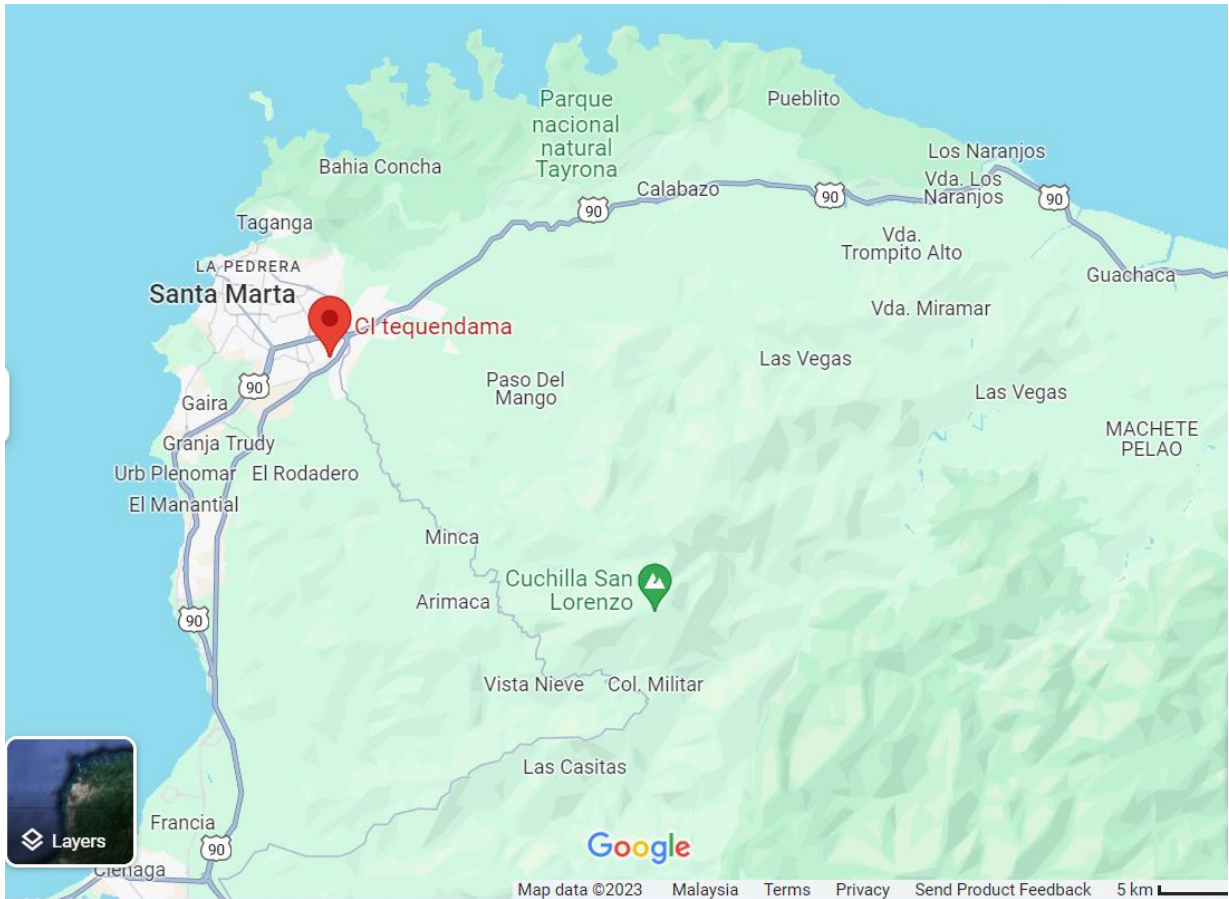 Parque
nacional
natural
Tayrona
Pueblito
Bahia Concha
Los Naranjos
Calabazo
90
90
Vda. Los
Naranjos
90
Taganga
Vda.
Trompito Alto
LA PEDRERA
Santa Marta
Guachaca
Vda. Miramar
CI tequendama
Las Vegas
Paso Del
Mango
Las Vegas
90
Gaira
MACHETE
PELAO
Granja Trudy
Urb Plenomar
El Rodadero
El Manantial
Minca
Cuchilla San
Lorenzo
Arimaca
90
Vista Nieve
Col. Militar
Las Casitas
Francia
Layers
90
Google
Cienaga
Map data ©2023 Malaysia Terms Privacy Send Product Feedback 5 km